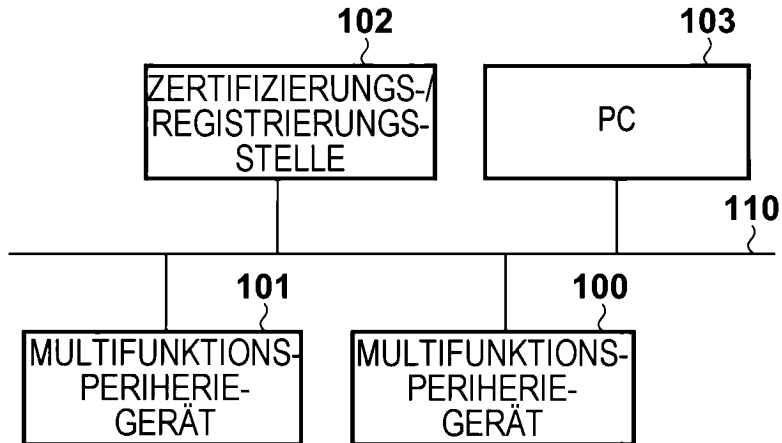 102
103
ZERTIFIZIERUNGS-/
REGISTRIERUNGS-
STELLE
PC
110
101
100
MULTIFUNKTIONS-
PERIHERIE-
GERÄT
MULTIFUNKTIONS-
PERIHERIE-
GERÄT